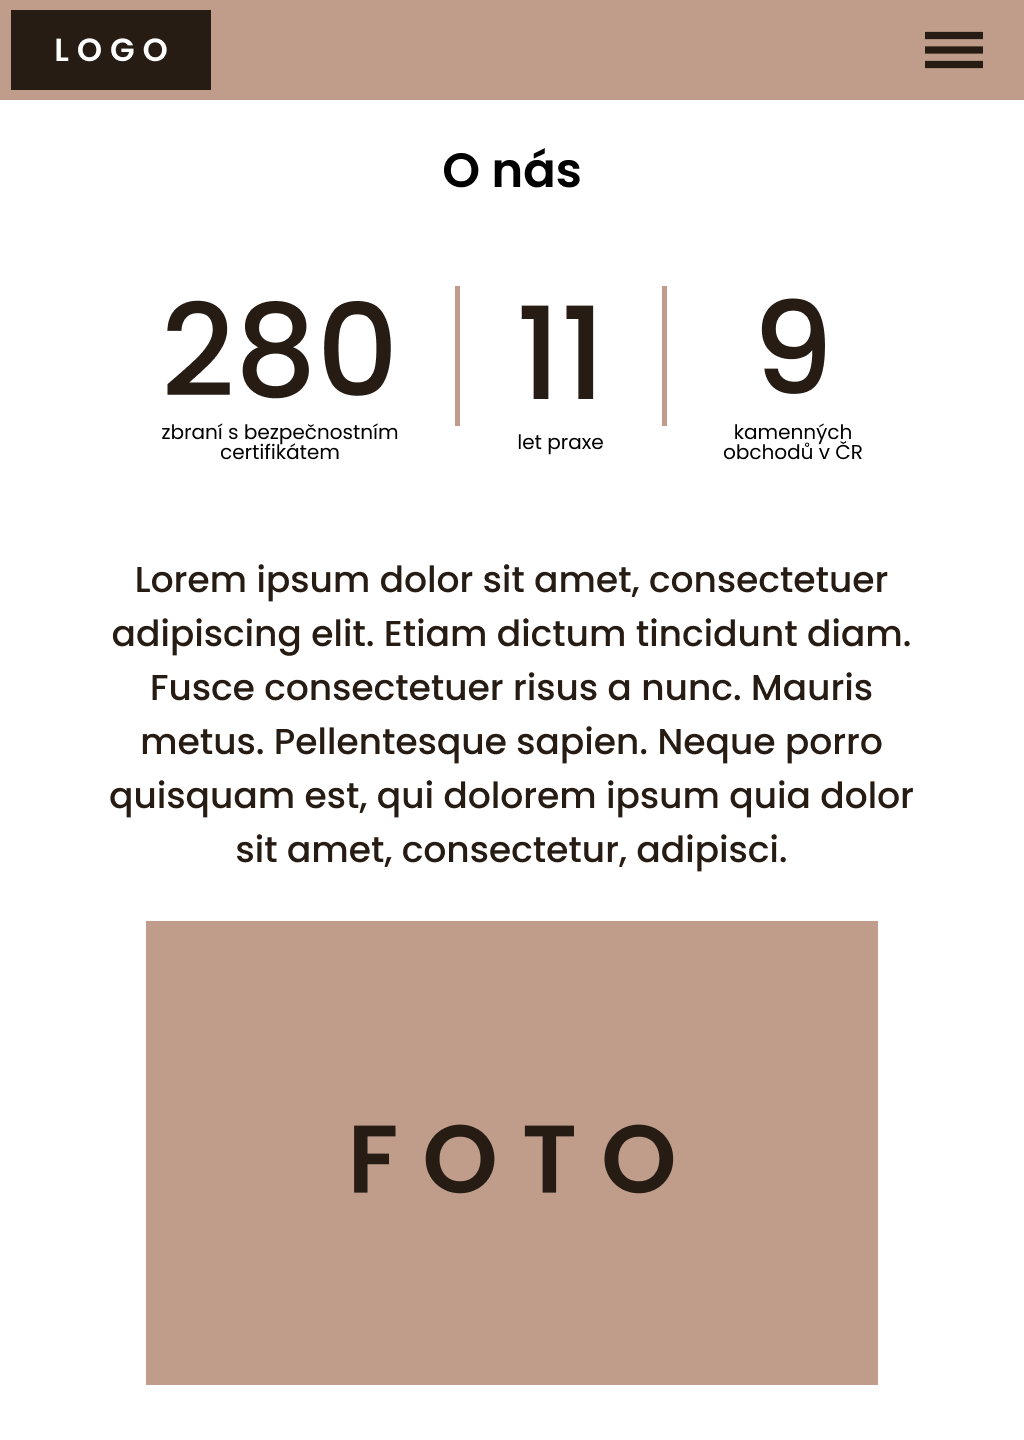 LOGO
O nás
280
11
9
zbraní s bezpečnostním
certifikátem
let praxe
kamenných
obchodů v ČR
Lorem ipsum dolor sit amet, consectetuer
adipiscing elit. Etiam dictum tincidunt diam.
Fusce consectetuer risus a nunc. Mauris
metus. Pellentesque sapien. Neque porro
quisquam est, qui dolorem ipsum quia dolor
sit amet, consectetur, adipisci.
FOTO